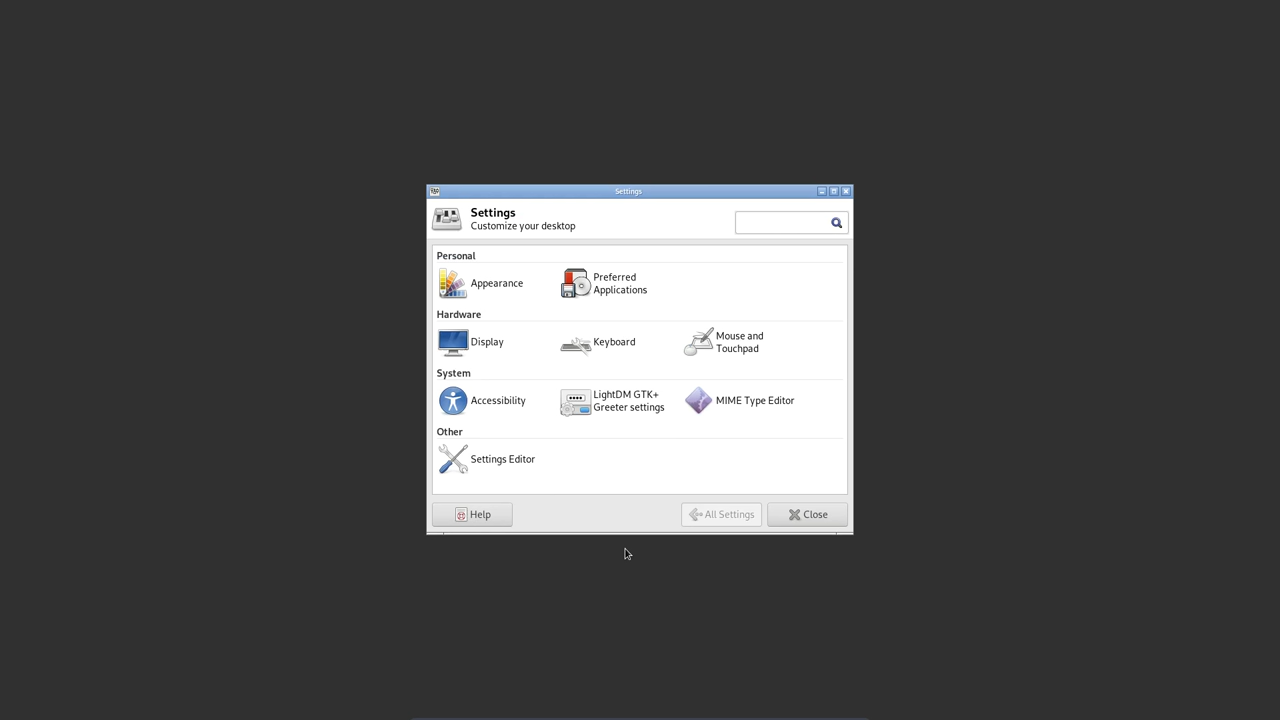 Settings
Settings
Customize your desktop
Personal
Appearance
Preferred
Applications
Hardware
Display
Keyboard
Mouse and
Touchpad
System
Accessibility
LightDM GTK+
Greeter settings
MIME Type Editor
Other
Settings Editor
Help
All Settings
Close